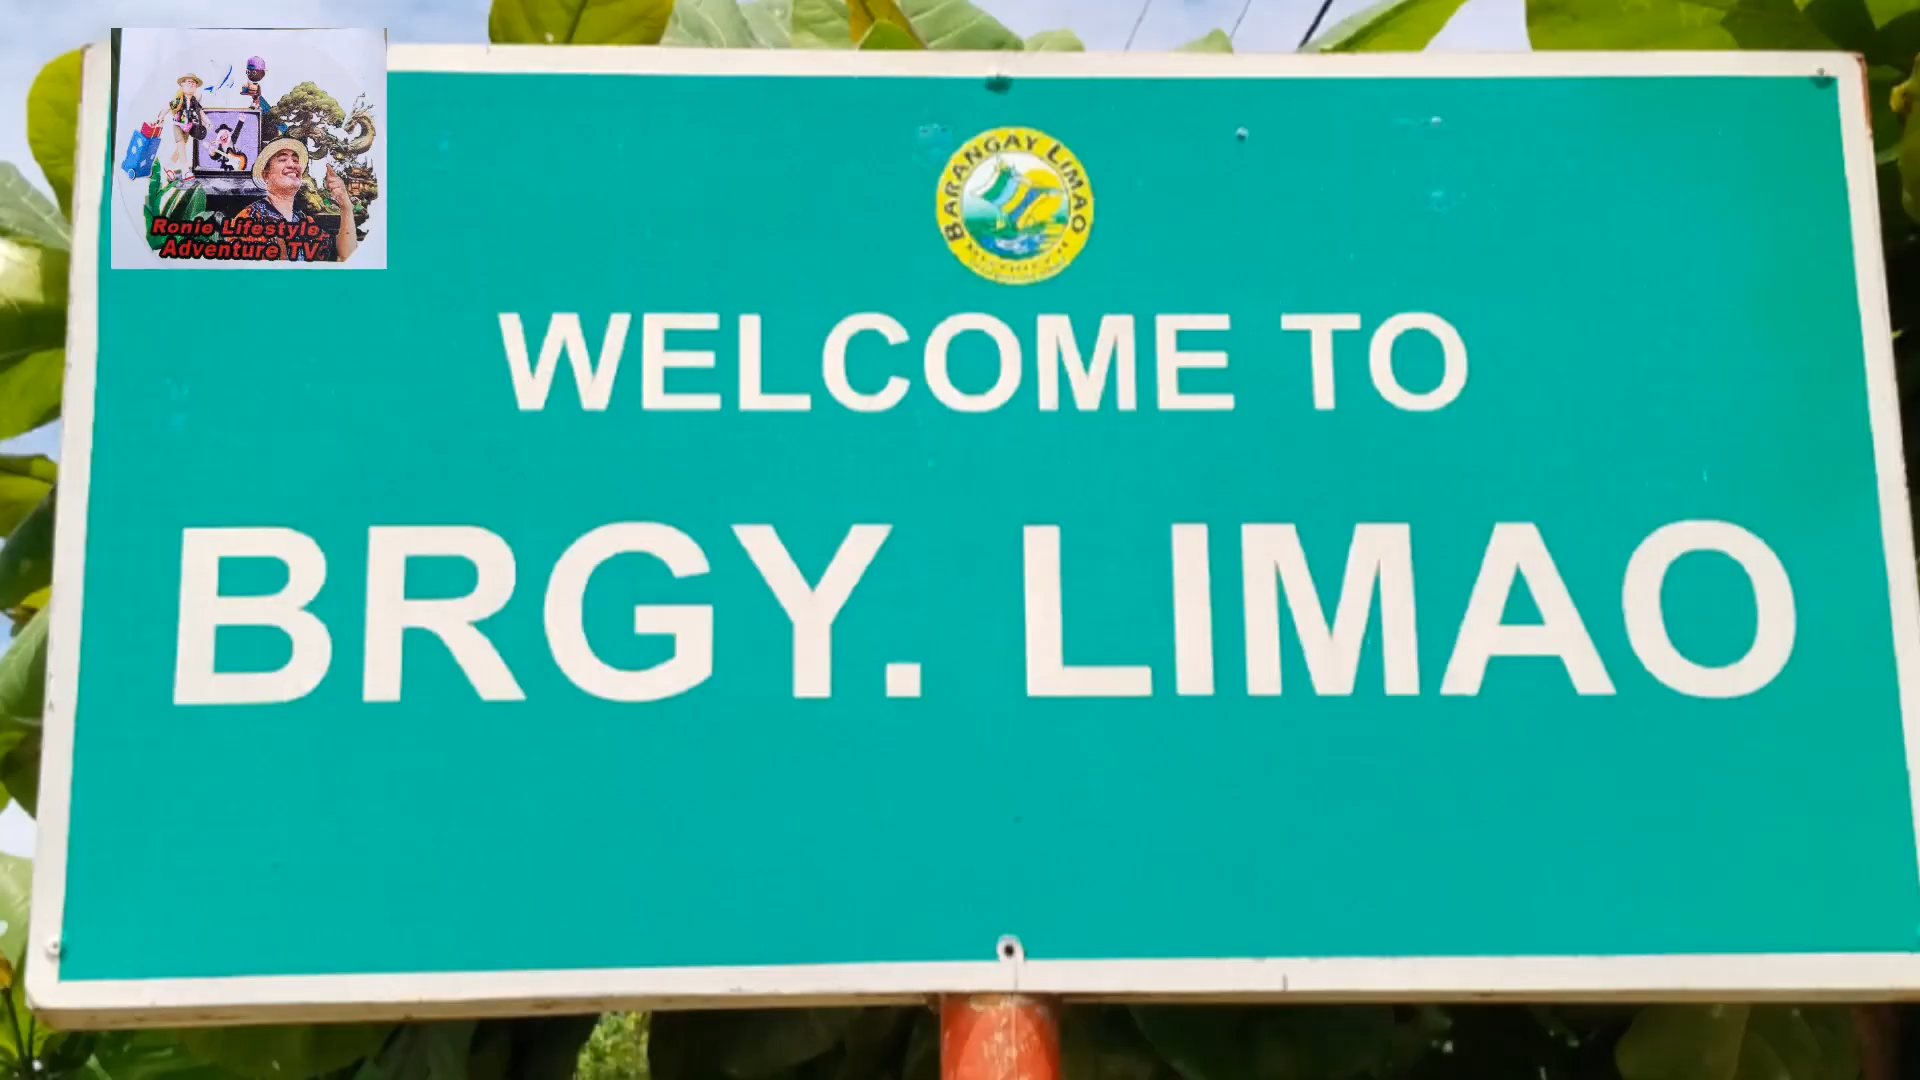 Ronie Lifestyle
Adventure TV
BARANGAY LIMAO
WELCOME TO
BRGY. LIMAO